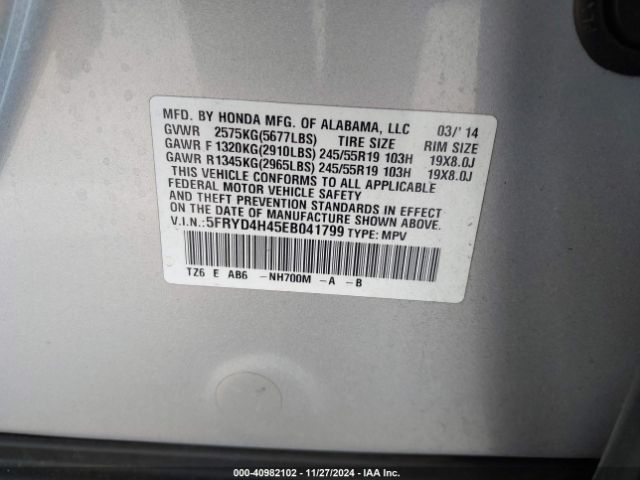 MFD. BY HONDA MFG. OF ALABAMA, LLC 03/'14
GVWR 2575KG(5677LBS) TIRE SIZE RIM SIZE
GAWR F 1320KG(2910LBS) 245/55R19 103H 19X8.0J
GAWR R 1345KG(2965LBS) 245/55R19 103H 19X8.0J
THIS VEHICLE CONFORMS TO ALL APPLICABLE
FEDERAL MOTOR VEHICLE SAFETY
AND THEFT PREVENTION STANDARDS IN EFFECT
ON THE DATE OF MANUFACTURE SHOWN ABOVE.
V.I.N.:5FRYD4H45EB041799 TYPE: MPV
TZ6 E AB6 -NH700M -A -B
000-40982102 - 11/27/2024 - © IAA, Inc.